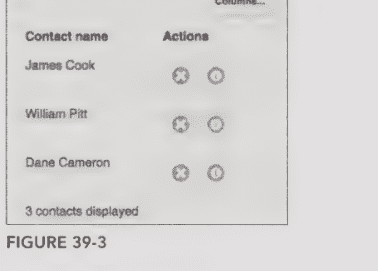 Columns...
Contact name Actions
James Cook
William Pitt
Dane Cameron
3 contacts displayed
FIGURE 39-3